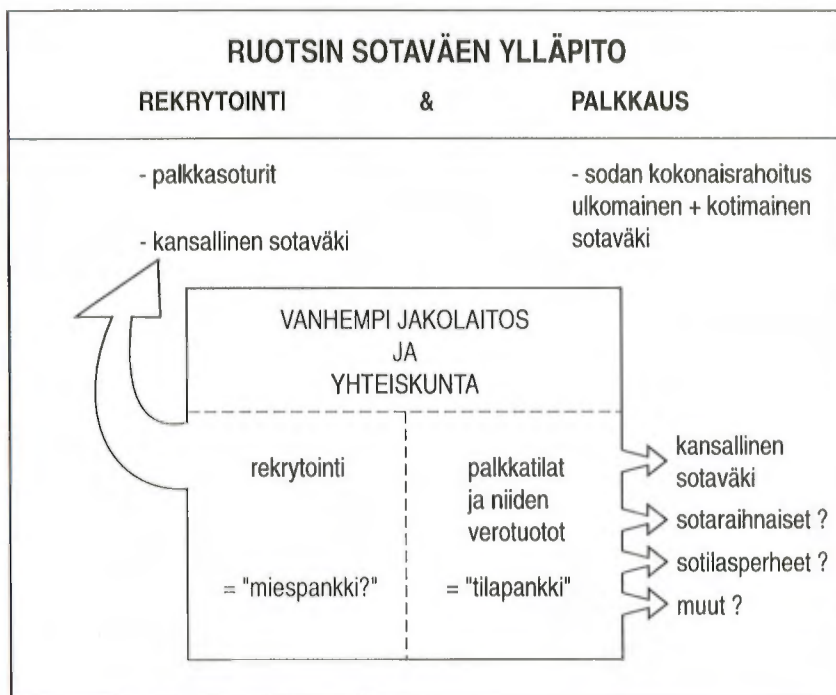 RUOTSIN SOTAVÄEN YLLÄPITO
REKRYTOINTI & PALKKAUS
- palkkasoturit
- kansallinen sotaväki
- sodan kokonaisrahoitus
ulkomainen + kotimainen
sotaväki
VANHEMPI JAKOLAITOS
JA
YHTEISKUNTA
rekrytointi
= "miespankki?"
palkkatilat
ja niiden
verotuotot
= "tilapankki"
kansallinen
sotaväki
sotaraihnaiset ?
sotilasperheet ?
muut ?